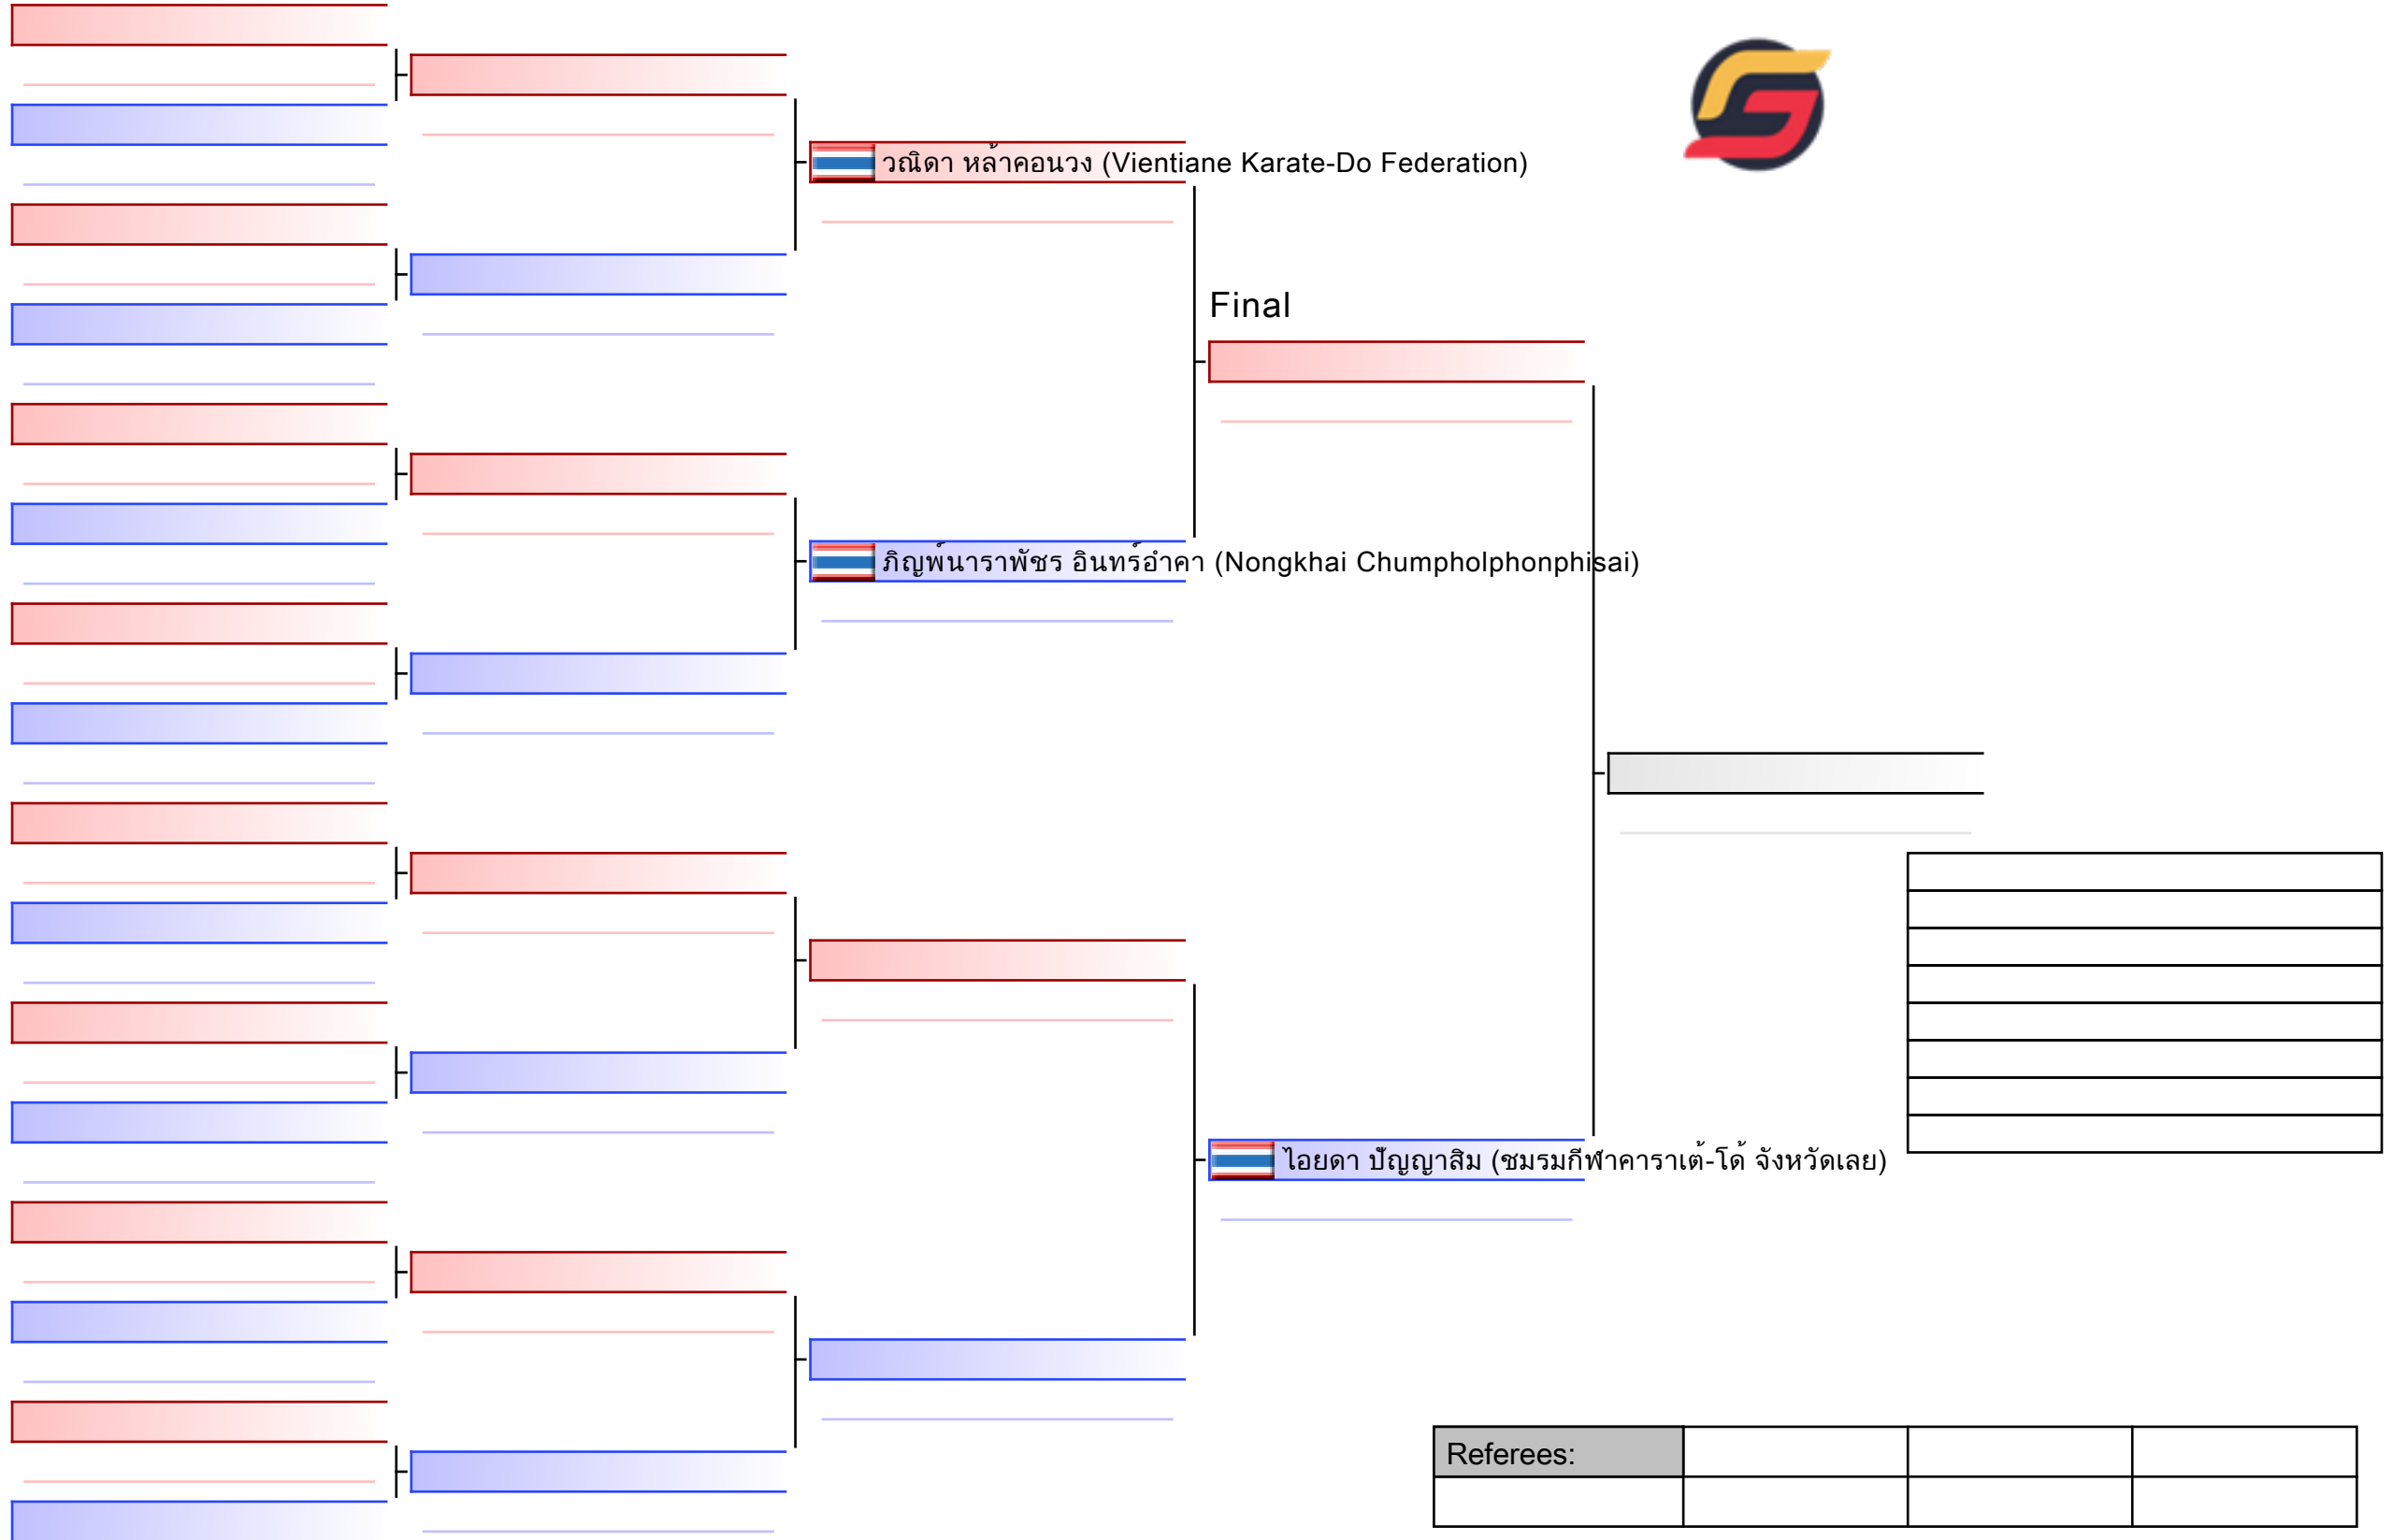 วณิดา หล้าคอนวง (Vientiane Karate-Do Federation)
Final
ภิญพ์นาราพัชร อินทร์อำคา (Nongkhai Chumpholphonphisai)
ไอยดา ปัญญาสิม (ชมรมกีฬาคาราเต้-โด้ จังหวัดเลย)
Referees: